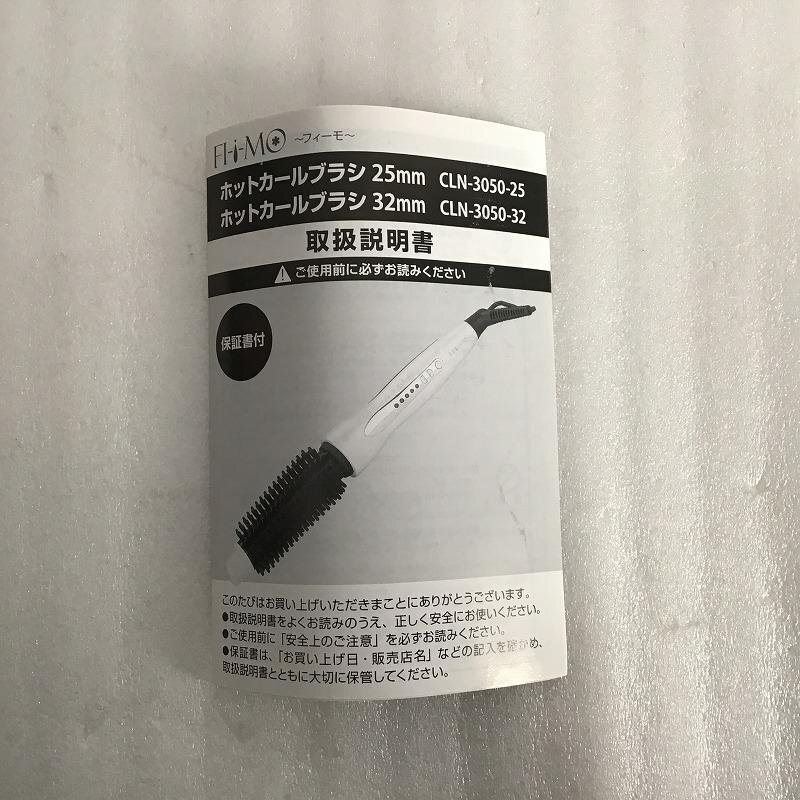 FH-i-MO ～フィーモ～
ホットカールブラシ 25mm CLN-3050-25
ホットカールブラシ 32mm CLN-3050-32
取扱説明書
ご使用前に必ずお読みください
保証書付
このたびはお買い上げいただきまことにありがとうございます。
●取扱説明書をよくお読みのうえ、正しく安全にお使いください。
●ご使用前に「安全上のご注意」を必ずお読みください。
●保証書は、「お買い上げ日・販売店名」などの記入を確かめ、
取扱説明書とともに大切に保管してください。